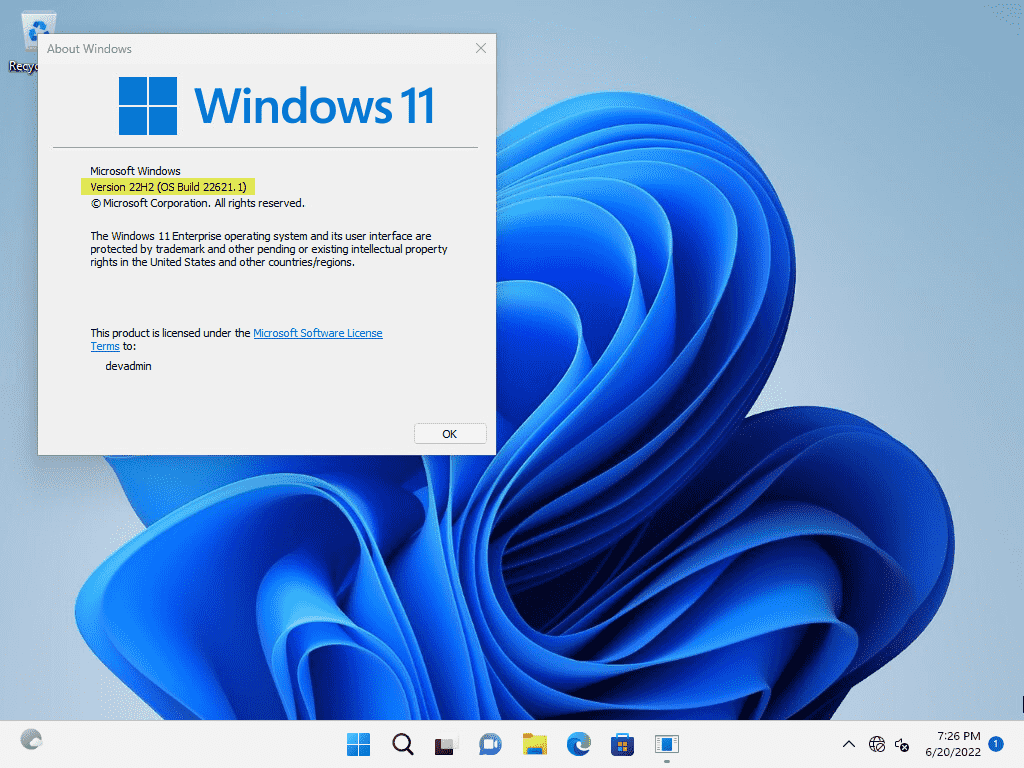 Recyc
About Windows
Windows 11
Microsoft Windows
Version 22H2 (OS Build 22621.1)
© Microsoft Corporation. All rights reserved.
The Windows 11 Enterprise operating system and its user interface are
protected by trademark and other pending or existing intellectual property
rights in the United States and other countries/regions.
This product is licensed under the Microsoft Software License
Terms to:
devadmin
OK
7:26 PM
6/20/2022
1